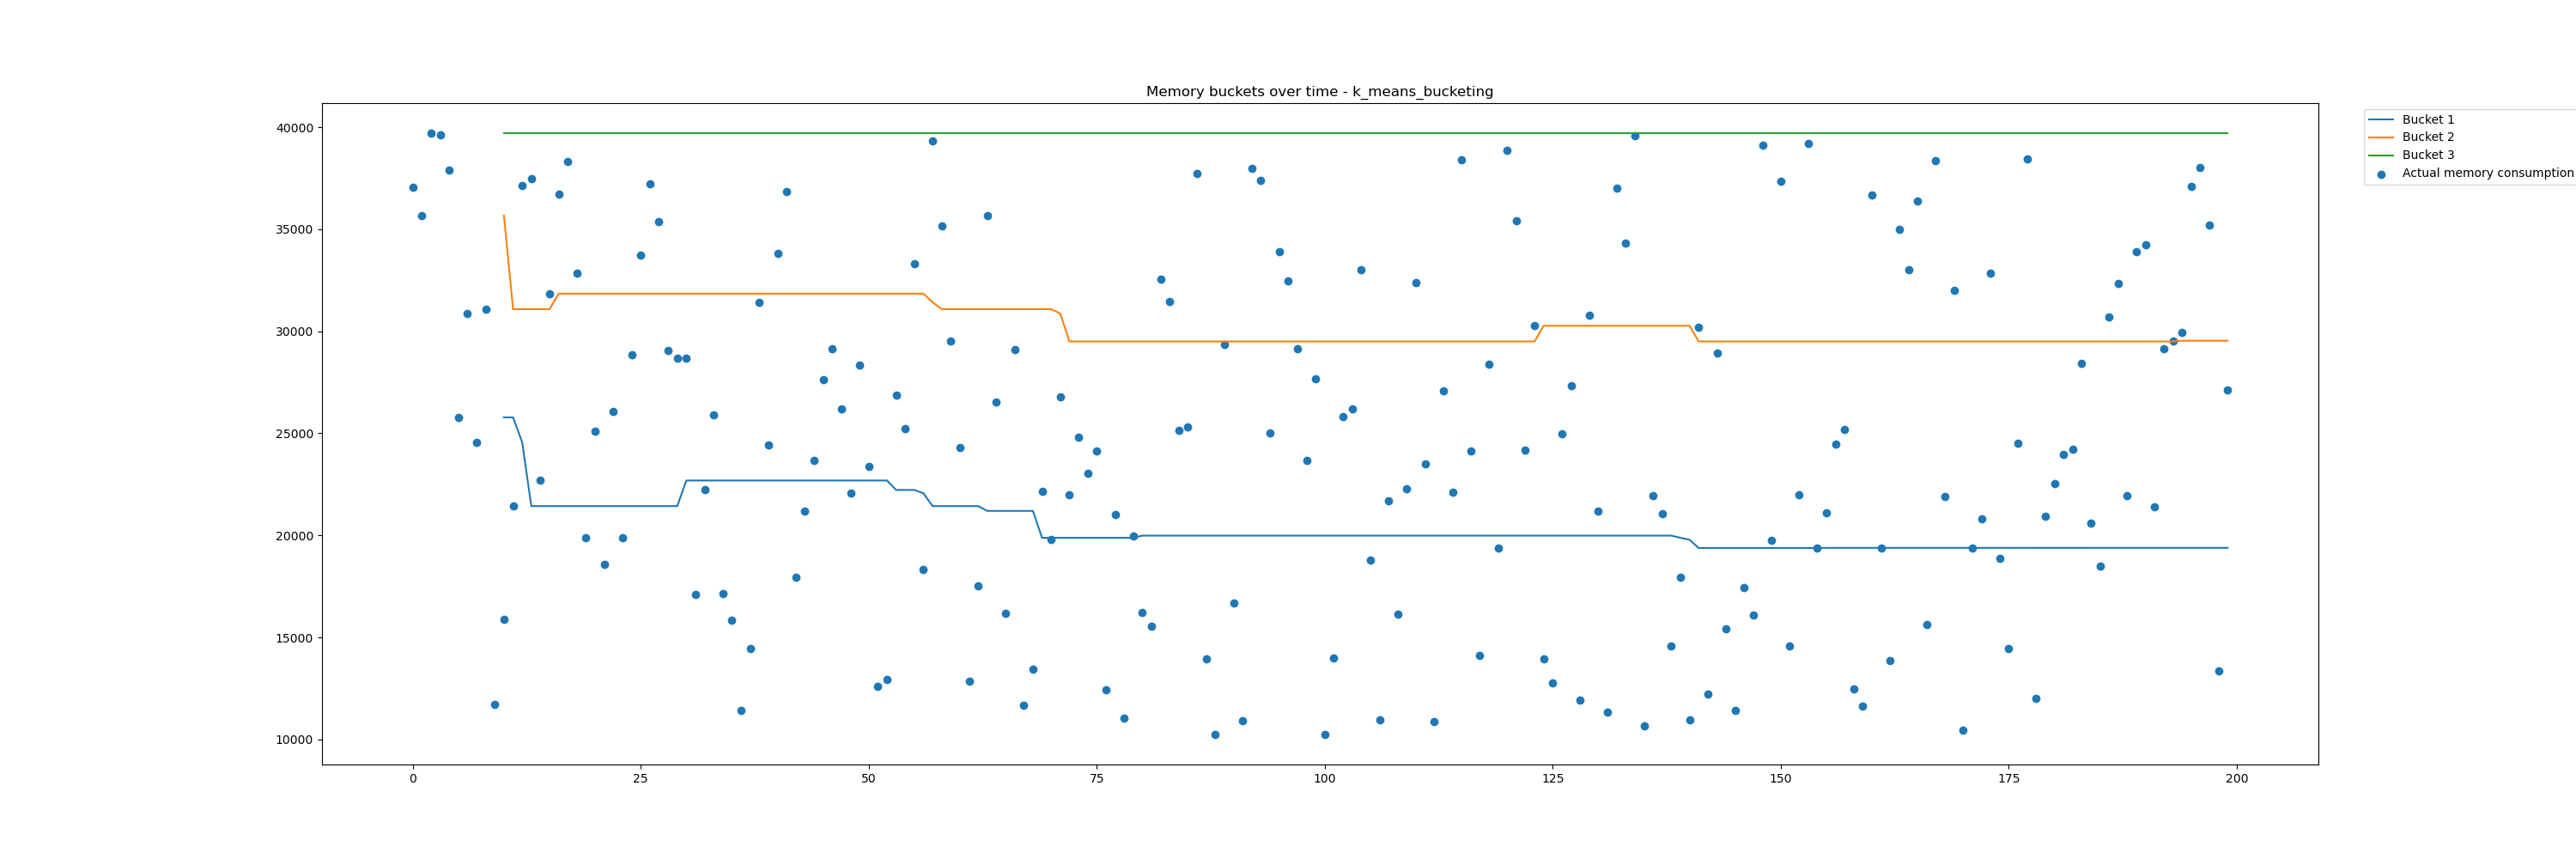 Memory buckets over time - k_means_bucketing
40000
35000
30000
25000
20000
15000
10000
0 25 50 75 100 125 150 175 200
Bucket 1
Bucket 2
Bucket 3
Actual memory consumption